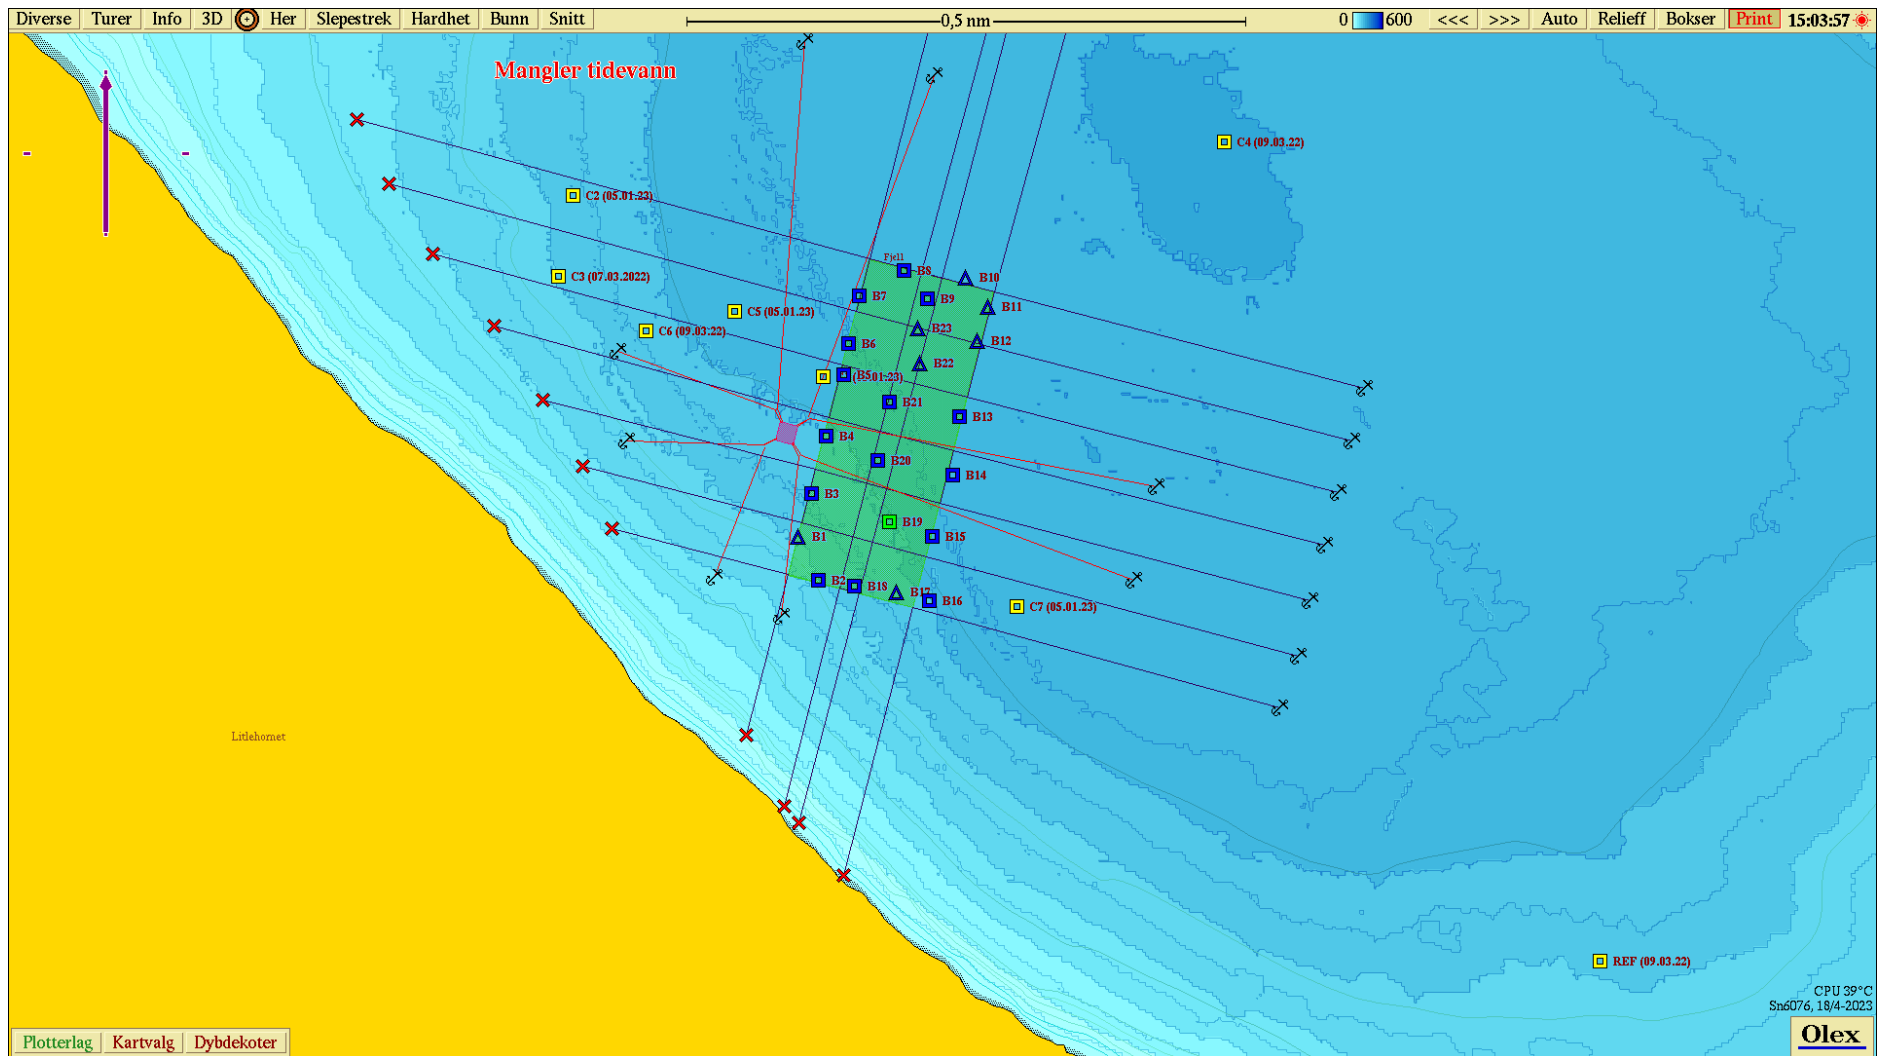 Diverse Turer Info 3D Her Slepestrek Hardhet Bunn Snitt 0,5 nm 0 600 <<< >>> Auto Relieff Bokser Print 15:03:57
Mangler tidevann
C4 (09.03.22)
C2 (05.01.23)
Fjell
B8
B10
C3 (07.03.2022)
B7
B9
B11
C5 (05.01.23)
C6 (09.03.22)
B23
B12
B6
B22
B5
.01.23)
B21
B13
B4
B20
B14
B3
B19
B1
B15
B2
B18
B17
B16
C7 (05.01.23)
Litlehornet
REF (09.03.22)
CPU 39°C
Sn6076, 18/4-2023
Plotterlag Kartvalg Dybdekoter
Olex